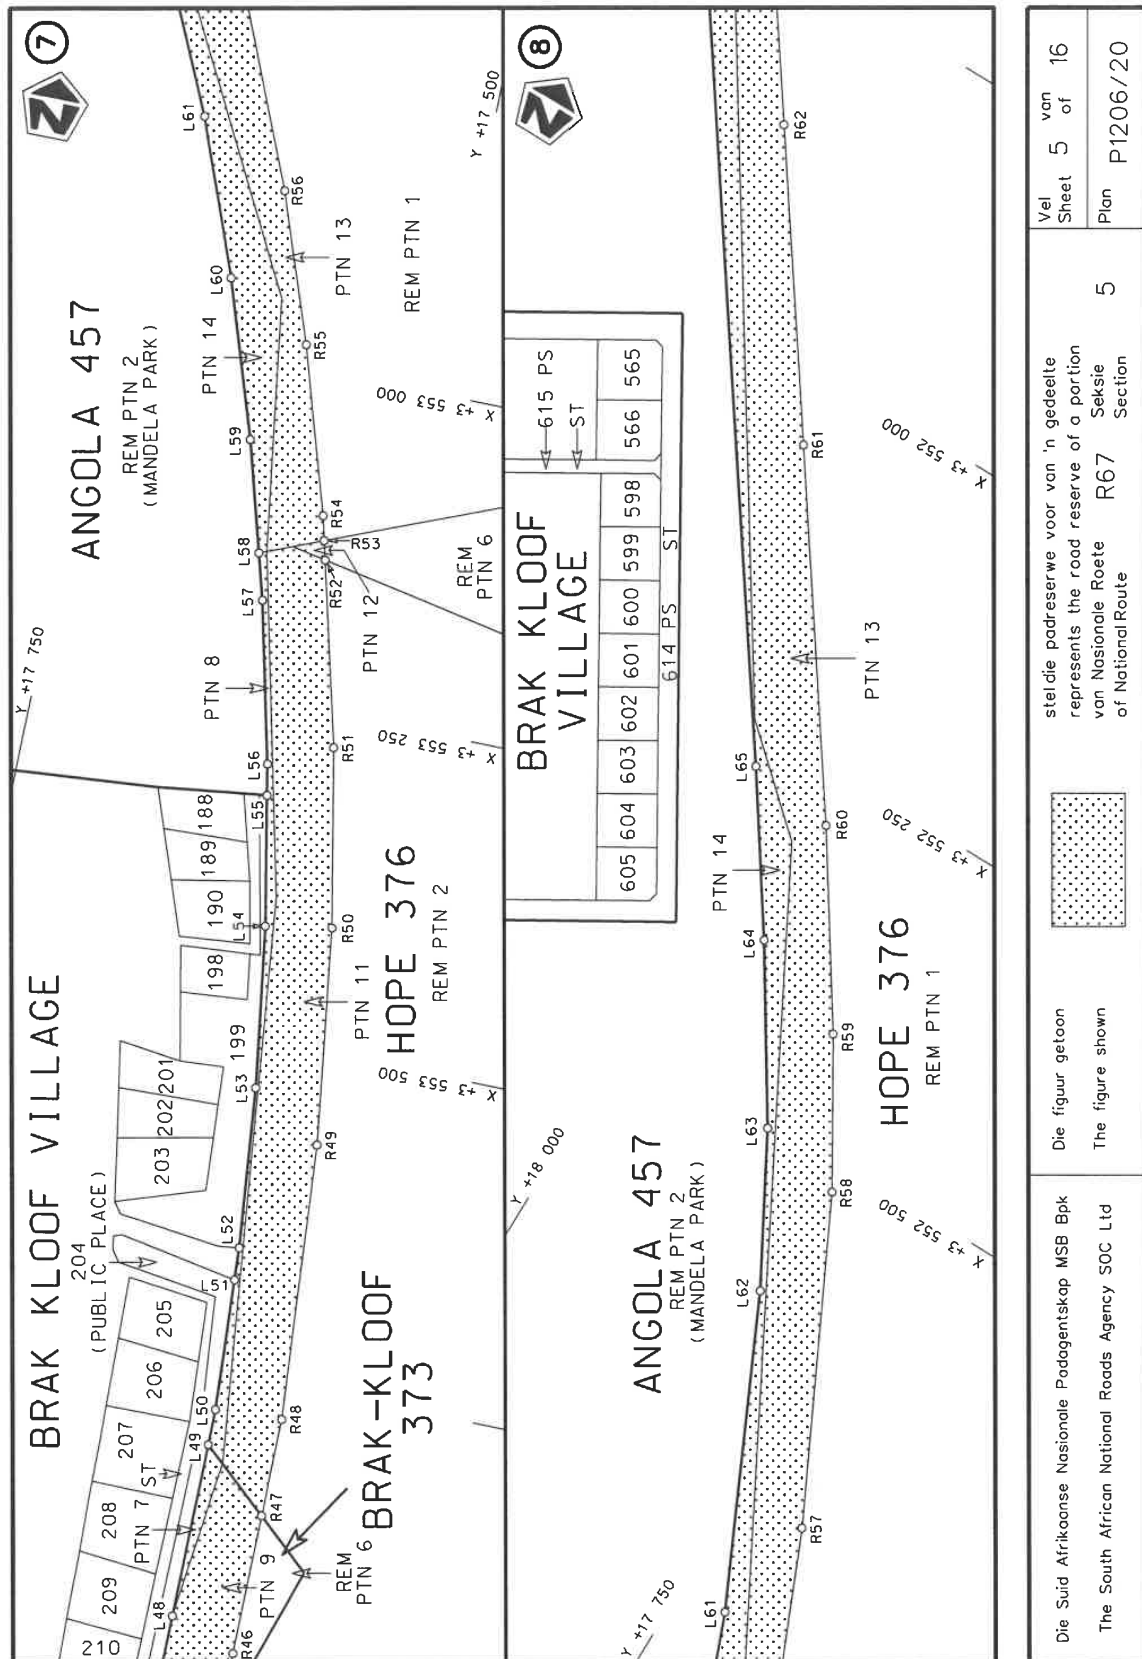 7
Z
BRAK KLOOF VILLAGE
204
(PUBLIC PLACE)
ANGOLA 457
REM PTN 2
(MANDELA PARK)
Y +17 750
Y +17 500
210
209
208
207
206
205
203
202
201
199
198
190
189
188
ST
PTN 7
PTN 8
PTN 14
L48
L49
L50
L51
L52
L53
L54
L55
L56
L57
L58
L59
L60
L61
R46
R47
R48
R49
R50
R51
R52
R53
R54
R55
R56
PTN 9
REM
PTN 6
BRAK-KLOOF
373
PTN 11
HOPE 376
REM PTN 2
PTN 12
REM
PTN 6
PTN 13
REM PTN 1
X +3 553 500
X +3 553 250
X +3 553 000
8
Z
BRAK KLOOF
VILLAGE
615 PS
ST
605
604
603
602
601
600
599
598
566
565
614 PS
ST
Y +18 000
Y +17 750
ANGOLA 457
REM PTN 2
(MANDELA PARK)
PTN 14
L61
L62
L63
L64
L65
R57
R58
R59
R60
R61
R62
PTN 13
HOPE 376
REM PTN 1
X +3 552 500
X +3 552 250
X +3 552 000
Die Suid Afrikaanse Nasionale Padagentskap MSB Bpk
The South African National Roads Agency SOC Ltd
Die figuur getoon
The figure shown
stel die padreserwe voor van 'n gedeelte
represents the road reserve of a portion
van Nasionale Roete R67 Seksie 5
of National Route Section
Vel 5 van 16
Sheet of
Plan P1206/20